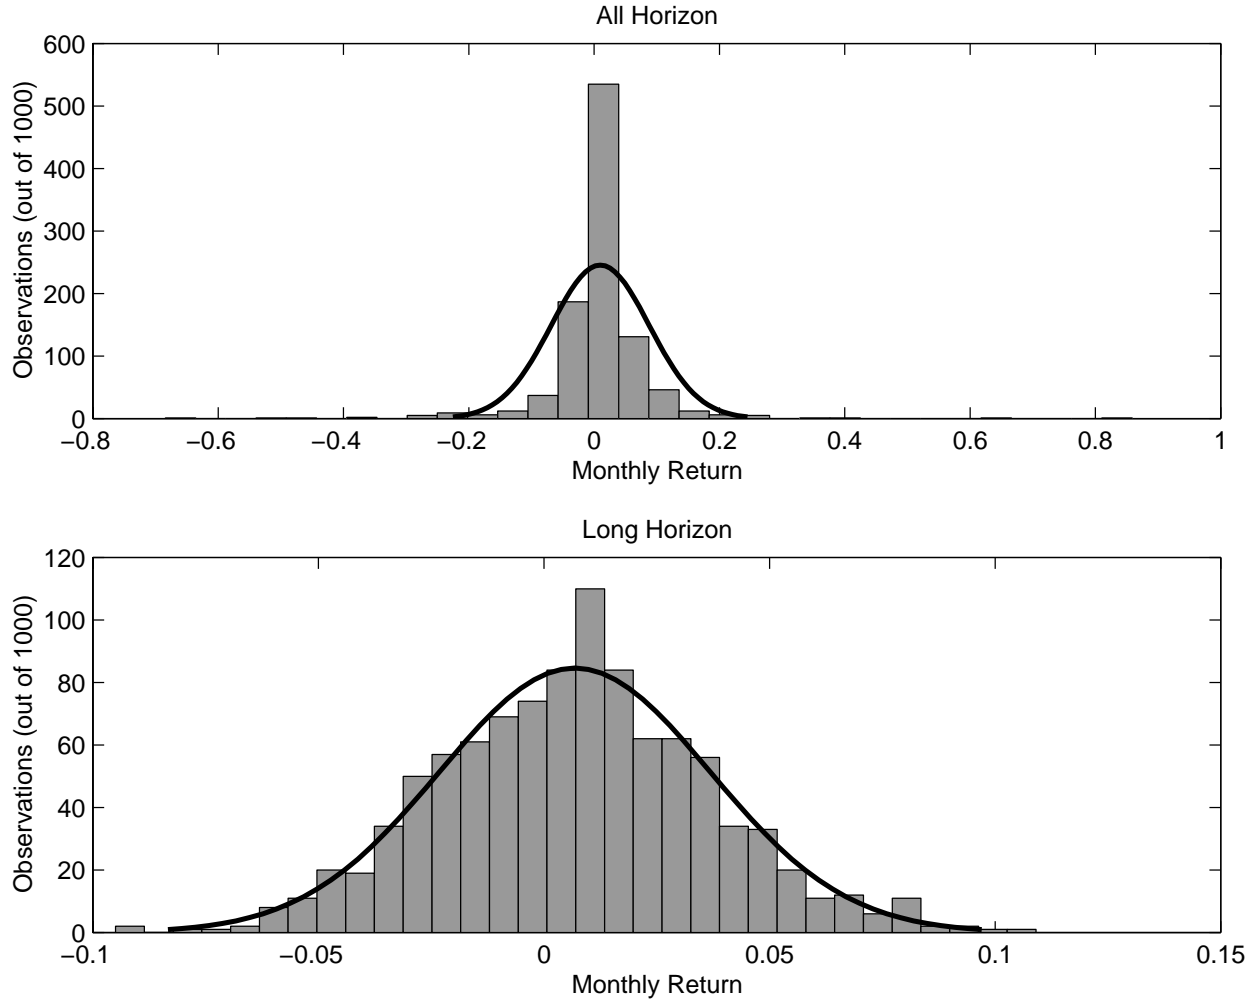 All Horizon
Observations (out of 1000)
600
500
400
300
200
100
0
−0.8 −0.6 −0.4 −0.2 0 0.2 0.4 0.6 0.8 1
Monthly Return
Long Horizon
Observations (out of 1000)
120
100
80
60
40
20
0
−0.1 −0.05 0 0.05 0.1 0.15
Monthly Return